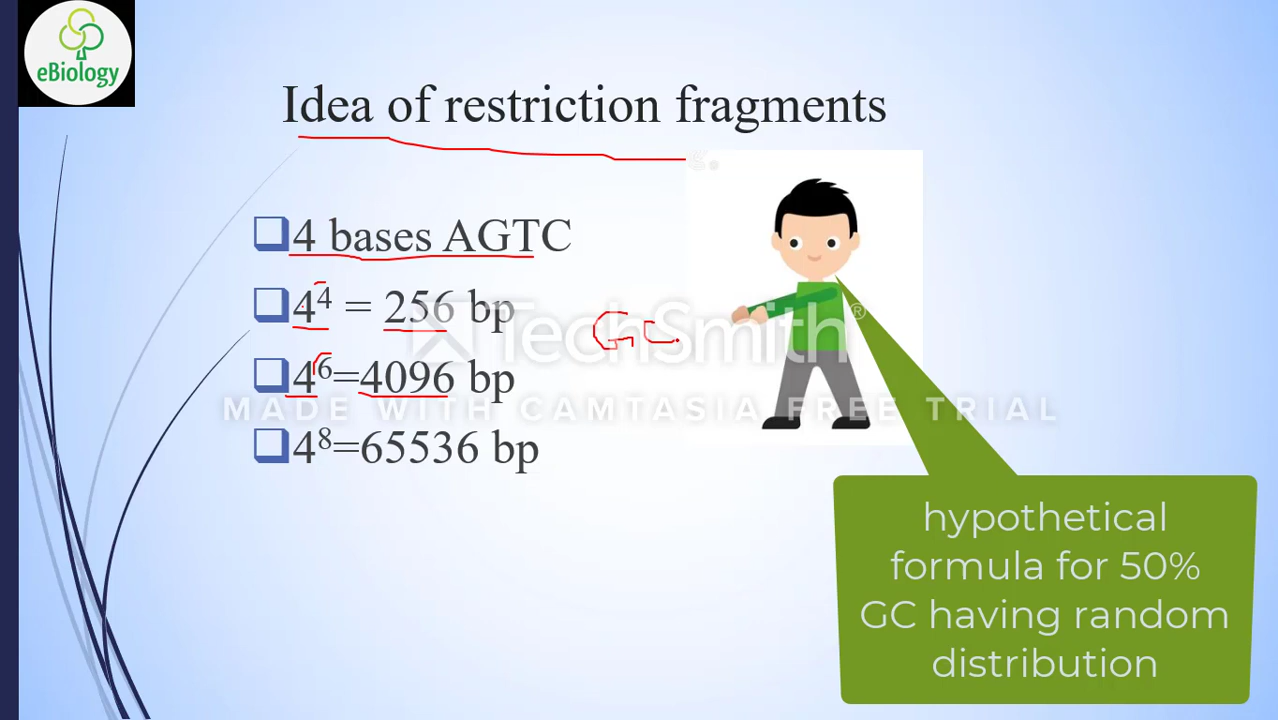 eBiology
Idea of restriction fragments
4 bases AGTC
4⁴ = 256 bp
GC.
TechSmith®
4⁶=4096 bp
MADE WITH CAMTASIA FREE TRIAL
4⁸=65536 bp
hypothetical
formula for 50%
GC having random
distribution